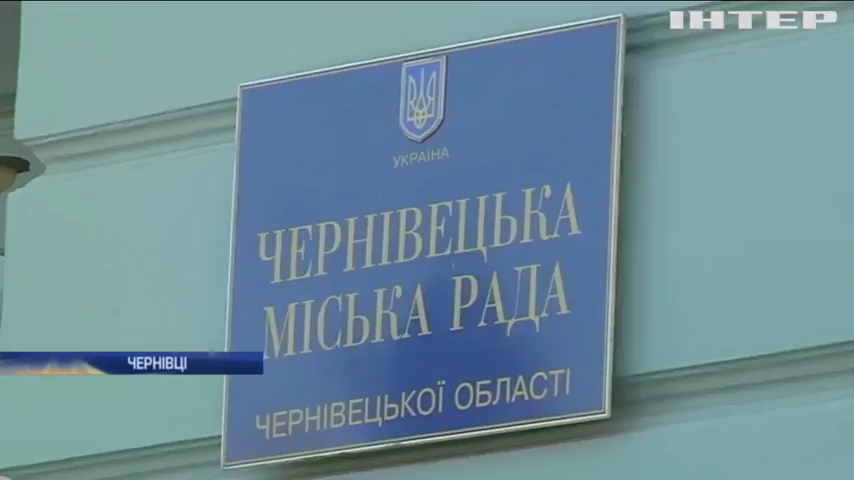 ІНТЕР
УКРАЇНА
ЧЕРНІВЕЦЬКА
МІСЬКА РАДА
ЧЕРНІВЕЦЬКОЇ ОБЛАСТІ
ЧЕРНІВЦІ